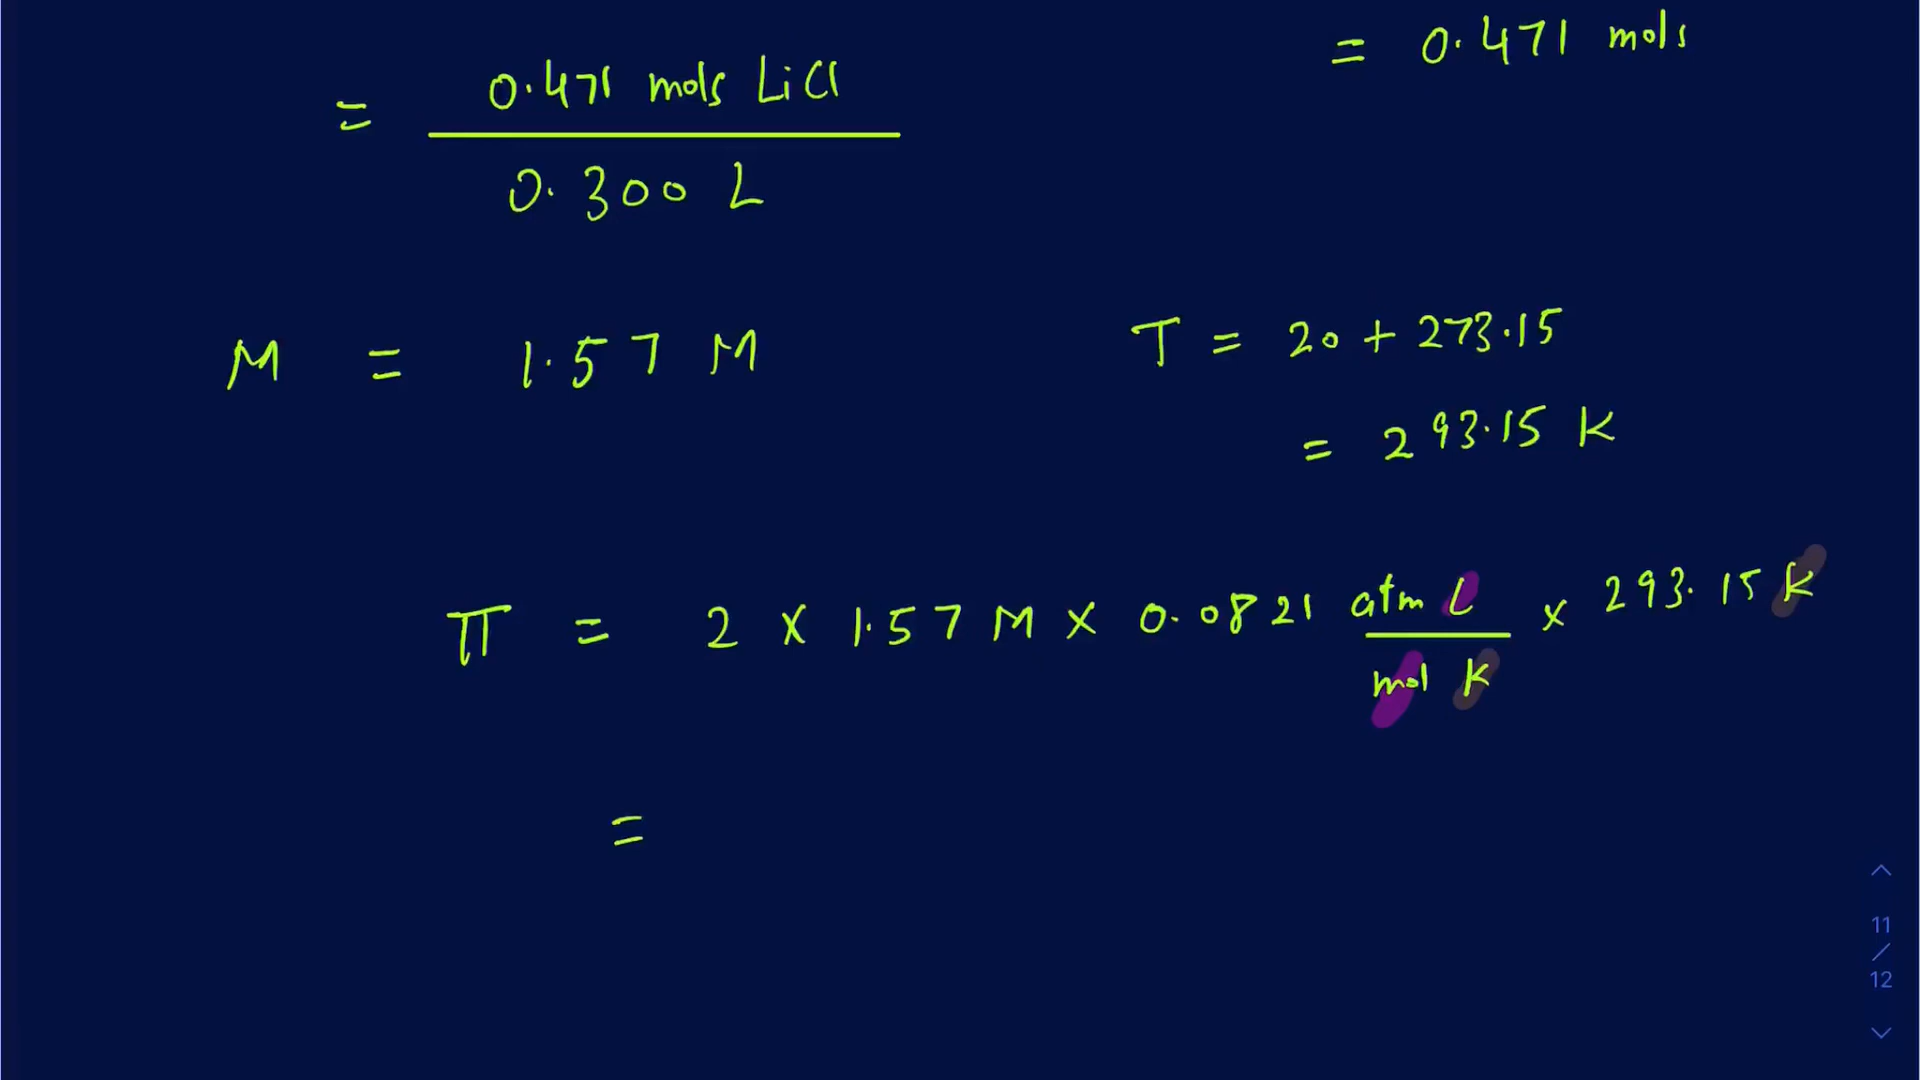 = 0.471 mols
= 0.471 mols LiCl
0.300 L
M = 1.57 M
T = 20 + 273.15
= 293.15 K
π = 2 x 1.57 M x 0.0821 atm L x 293.15 K
mol K
=
11
/
12